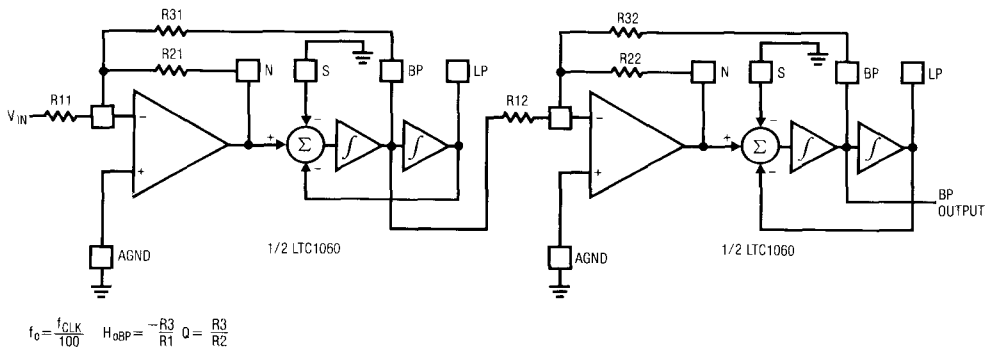 R31
R32
R21
N
S
BP
LP
R22
N
S
BP
LP
R11
V_IN
R12
−
+
−
Σ
∫
∫
−
+
−
+
−
Σ
∫
∫
−
+
BP
OUTPUT
AGND
1/2 LTC1060
AGND
1/2 LTC1060
f_o = f_CLK/100 H_oBP = −R3/R1 Q = R3/R2